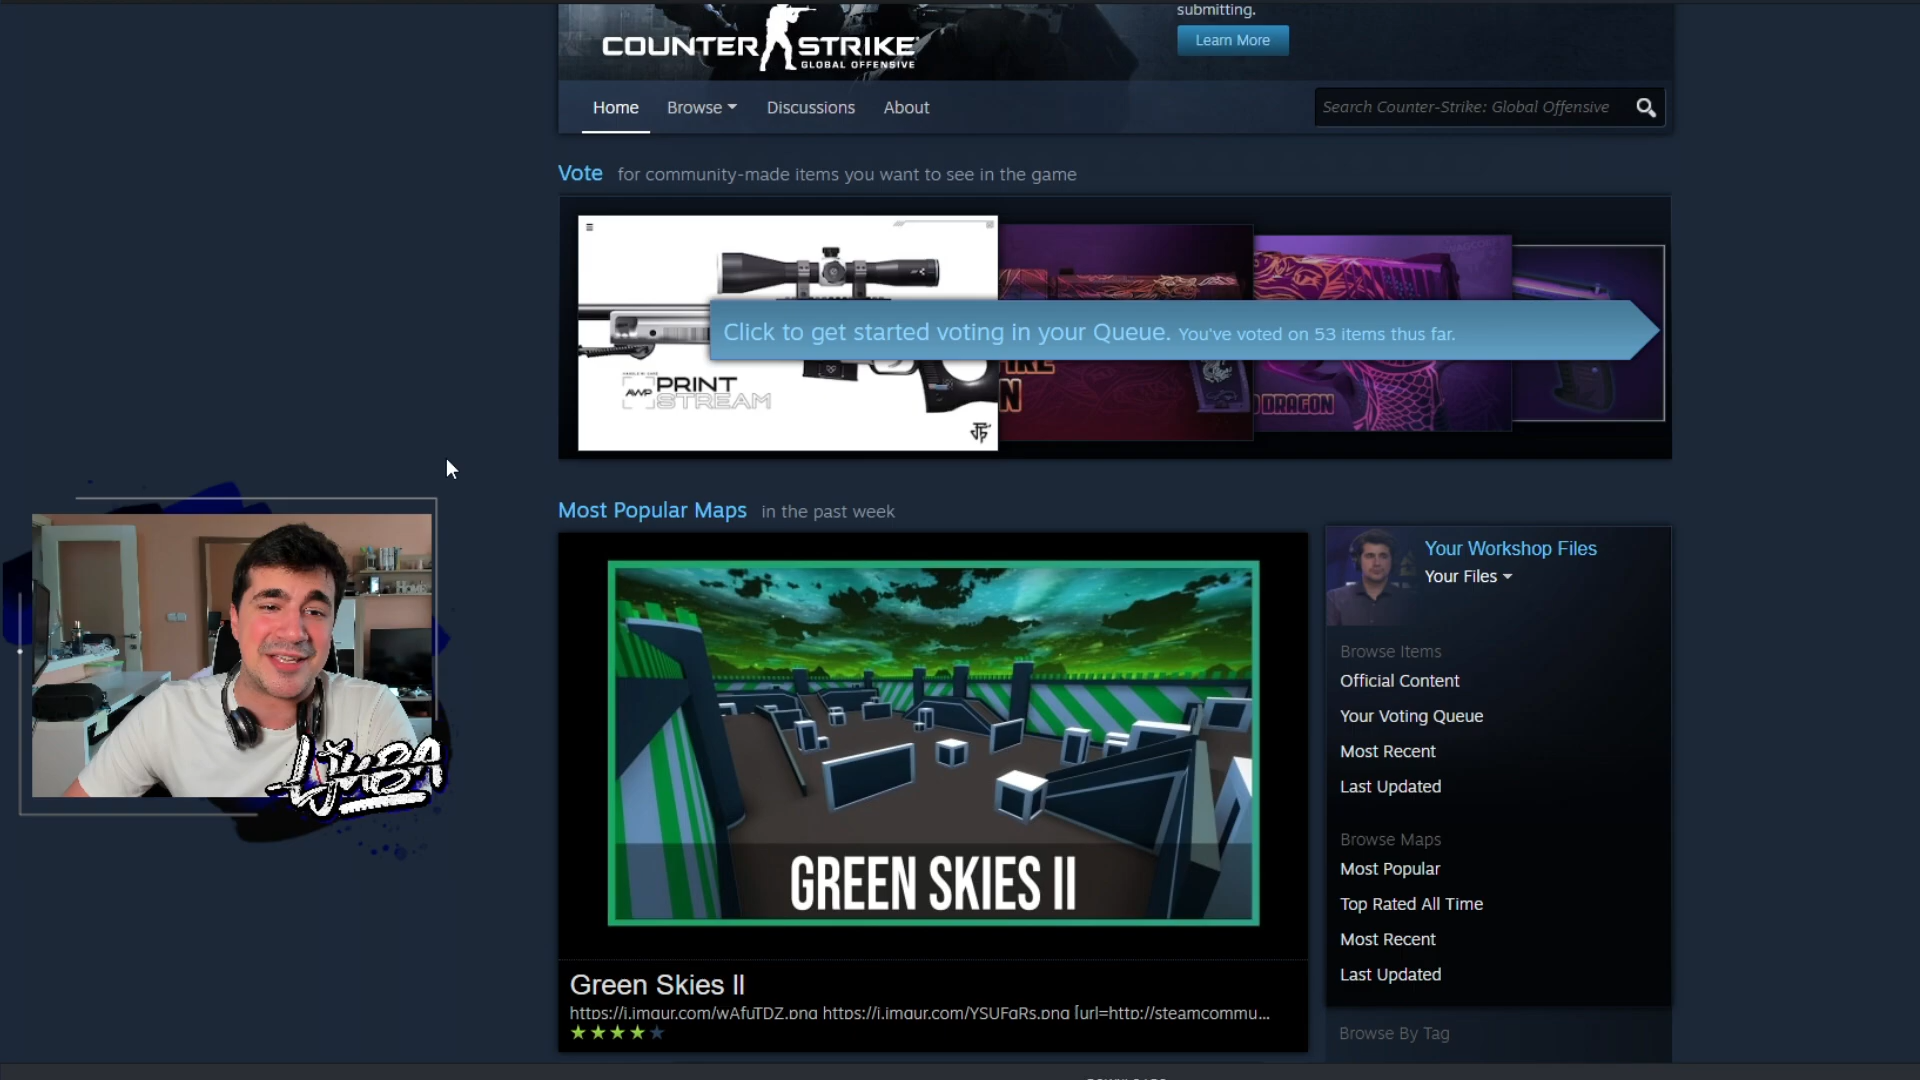 submitting.
Learn More
COUNTER STRIKE
GLOBAL OFFENSIVE
Home Browse Discussions About
Search Counter-Strike: Global Offensive
Vote for community-made items you want to see in the game
Click to get started voting in your Queue. You've voted on 53 items thus far.
AWP PRINT
STREAM
DRAGON
Most Popular Maps in the past week
GREEN SKIES II
Green Skies II
https://i.imgur.com/wAfuTDZ.png https://i.imgur.com/YSUFgRs.png [url=http://steamcommu...
Your Workshop Files
Your Files
Browse Items
Official Content
Your Voting Queue
Most Recent
Last Updated
Browse Maps
Most Popular
Top Rated All Time
Most Recent
Last Updated
Browse By Tag
LjubA